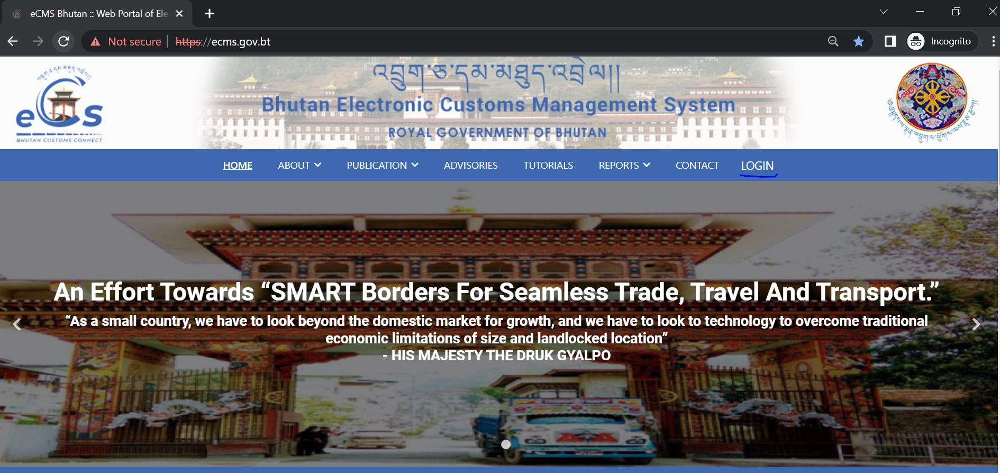 eCMS Bhutan :: Web Portal of Ele
Not secure
https://ecms.gov.bt
Incognito
eCS
BHUTAN CUSTOMS CONNECT
འབྲུག་ཅ་དམ་མཐུད་འབྲེལ།།
Bhutan Electronic Customs Management System
ROYAL GOVERNMENT OF BHUTAN
HOME
ABOUT
PUBLICATION
ADVISORIES
TUTORIALS
REPORTS
CONTACT
LOGIN
An Effort Towards “SMART Borders For Seamless Trade, Travel And Transport.”
“As a small country, we have to look beyond the domestic market for growth, and we have to look to technology to overcome traditional
economic limitations of size and landlocked location”
- HIS MAJESTY THE DRUK GYALPO